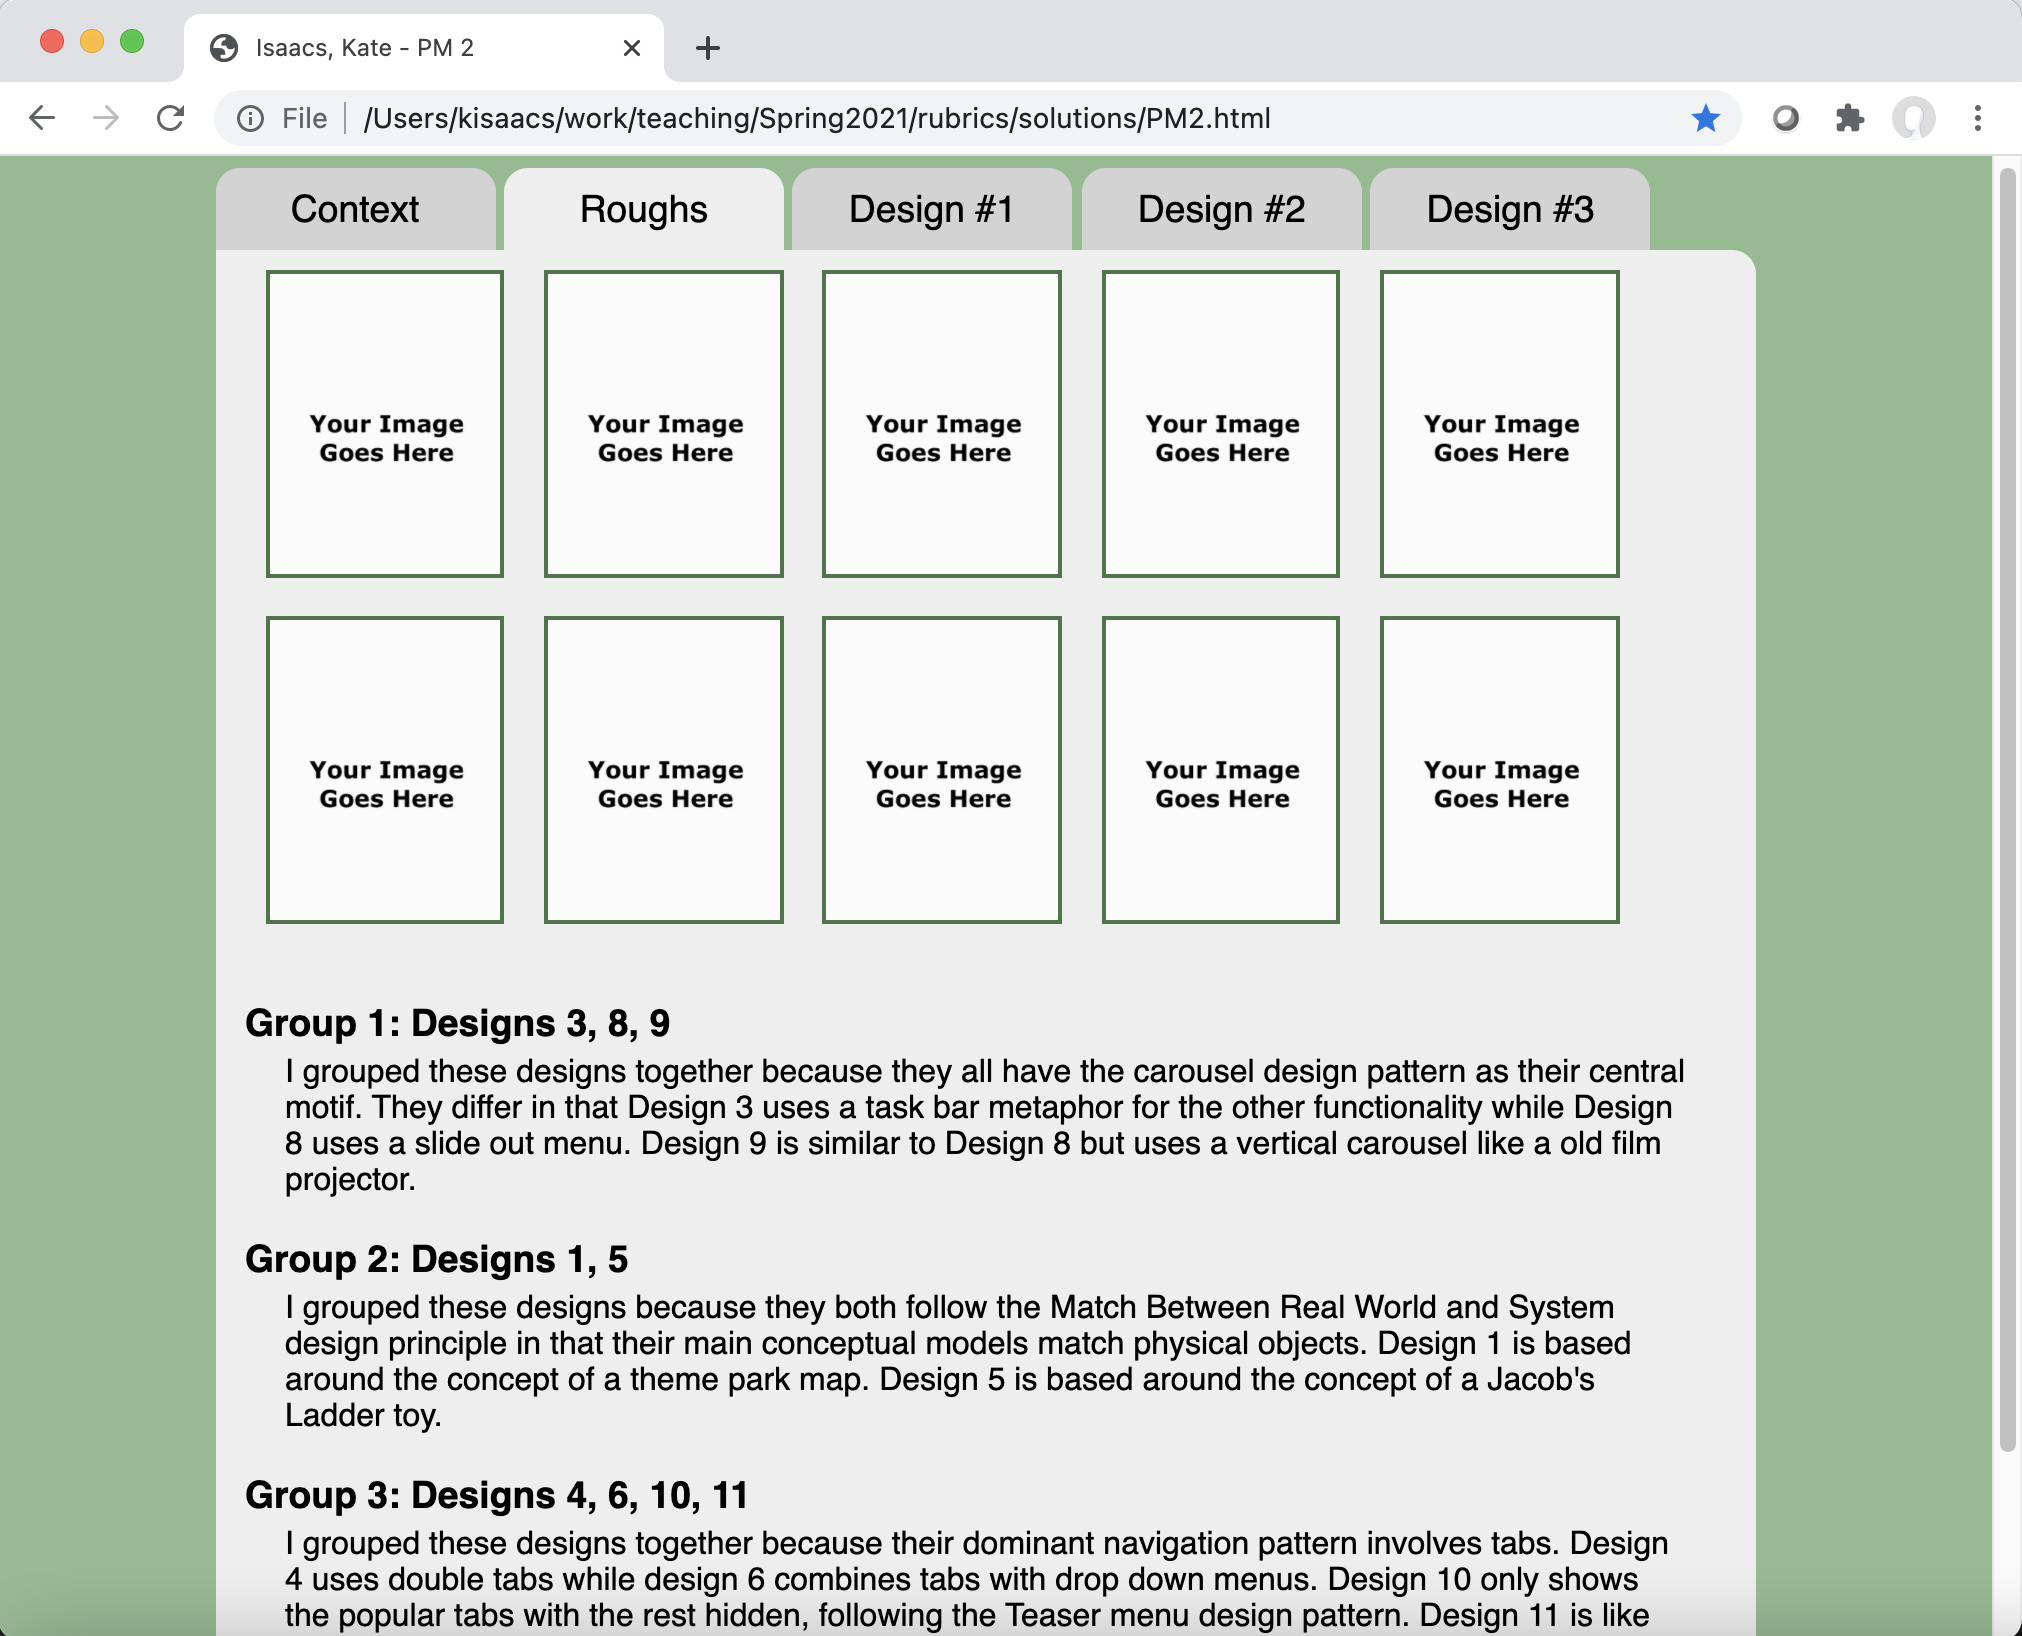 Isaacs, Kate - PM 2
File /Users/kisaacs/work/teaching/Spring2021/rubrics/solutions/PM2.html
Context Roughs Design #1 Design #2 Design #3
Your Image Your Image Your Image Your Image Your Image
Goes Here Goes Here Goes Here Goes Here Goes Here
Your Image Your Image Your Image Your Image Your Image
Goes Here Goes Here Goes Here Goes Here Goes Here
Group 1: Designs 3, 8, 9
I grouped these designs together because they all have the carousel design pattern as their central
motif. They differ in that Design 3 uses a task bar metaphor for the other functionality while Design
8 uses a slide out menu. Design 9 is similar to Design 8 but uses a vertical carousel like a old film
projector.
Group 2: Designs 1, 5
I grouped these designs because they both follow the Match Between Real World and System
design principle in that their main conceptual models match physical objects. Design 1 is based
around the concept of a theme park map. Design 5 is based around the concept of a Jacob's
Ladder toy.
Group 3: Designs 4, 6, 10, 11
I grouped these designs together because their dominant navigation pattern involves tabs. Design
4 uses double tabs while design 6 combines tabs with drop down menus. Design 10 only shows
the popular tabs with the rest hidden, following the Teaser menu design pattern. Design 11 is like